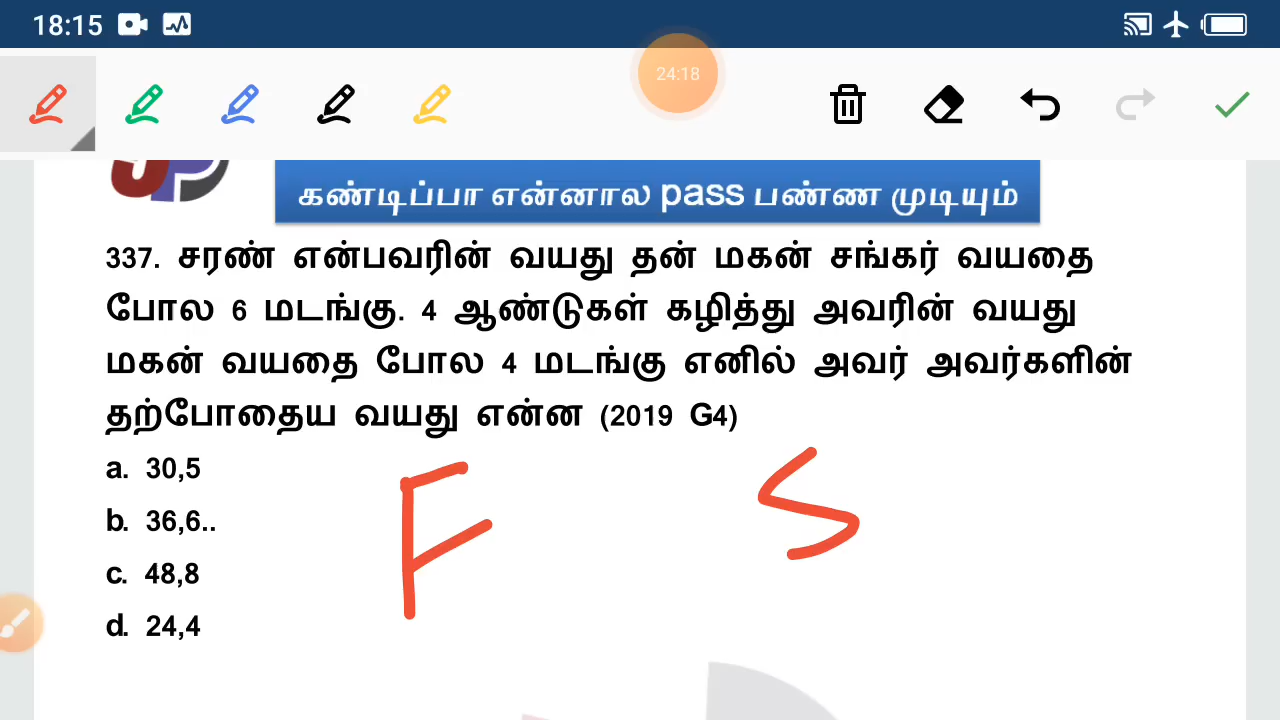 18:15
24:18
கண்டிப்பா என்னால pass பண்ண முடியும்
337. சரண் என்பவரின் வயது தன் மகன் சங்கர் வயதை
போல 6 மடங்கு. 4 ஆண்டுகள் கழித்து அவரின் வயது
மகன் வயதை போல 4 மடங்கு எனில் அவர் அவர்களின்
தற்போதைய வயது என்ன (2019 G4)
a. 30,5
b. 36,6..
c. 48,8
d. 24,4
F S